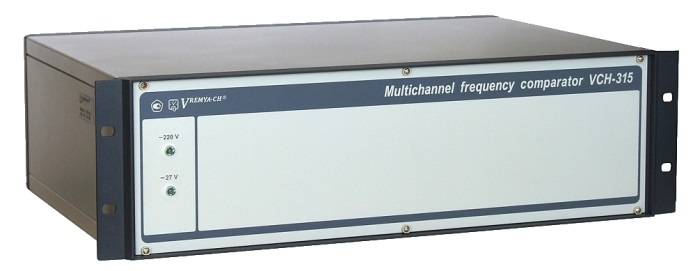 Multichannel frequency comparator VCH-315
VREMYA-CH®
~220 V
⎓27 V